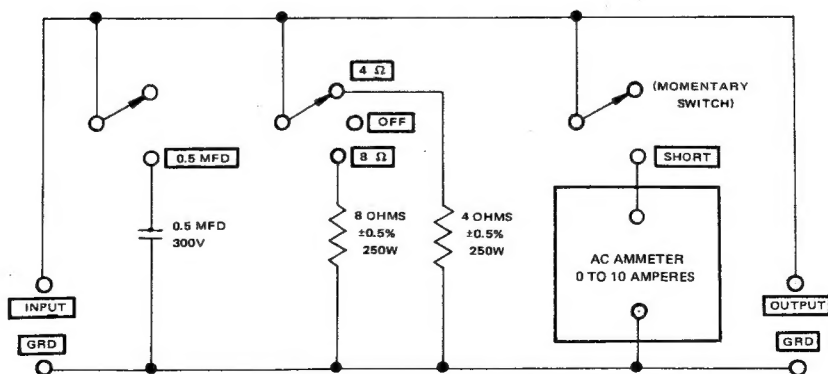 4 Ω
(MOMENTARY
SWITCH)
OFF
0.5 MFD
8 Ω
SHORT
0.5 MFD
300V
8 OHMS
±0.5%
250W
4 OHMS
±0.5%
250W
AC AMMETER
0 TO 10 AMPERES
INPUT
OUTPUT
GRD
GRD